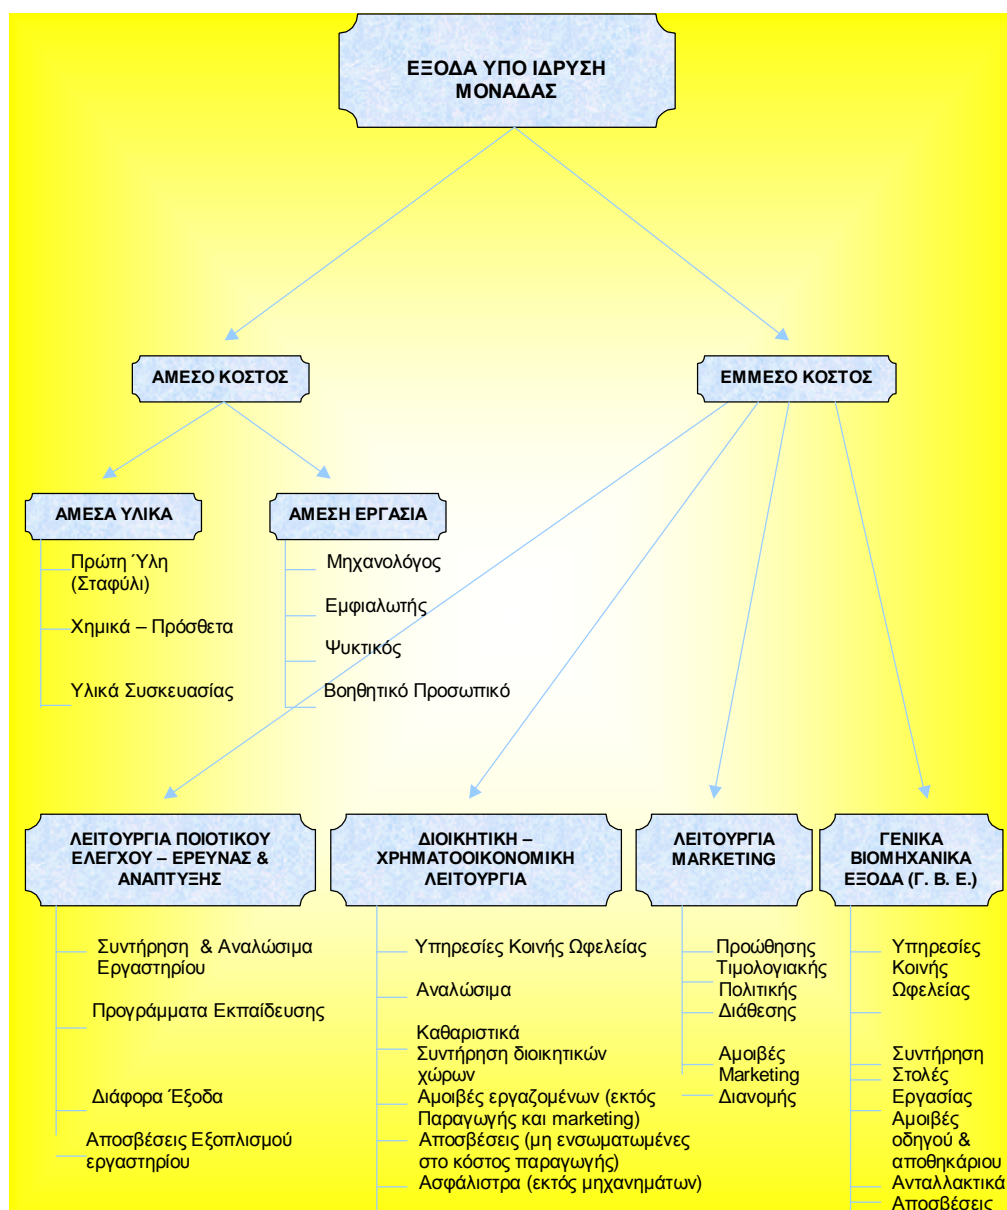 ΕΞΟΔΑ ΥΠΟ ΙΔΡΥΣΗ
ΜΟΝΑΔΑΣ
ΑΜΕΣΟ ΚΟΣΤΟΣ
ΕΜΜΕΣΟ ΚΟΣΤΟΣ
ΑΜΕΣΑ ΥΛΙΚΑ
Πρώτη Ύλη
(Σταφύλι)
Χημικά – Πρόσθετα
Υλικά Συσκευασίας
ΑΜΕΣΗ ΕΡΓΑΣΙΑ
Μηχανολόγος
Εμφιαλωτής
Ψυκτικός
Βοηθητικό Προσωπικό
ΛΕΙΤΟΥΡΓΙΑ ΠΟΙΟΤΙΚΟΥ
ΕΛΕΓΧΟΥ – ΕΡΕΥΝΑΣ &
ΑΝΑΠΤΥΞΗΣ
Συντήρηση & Αναλώσιμα
Εργαστηρίου
Προγράμματα Εκπαίδευσης
Διάφορα Έξοδα
Αποσβέσεις Εξοπλισμού
εργαστηρίου
ΔΙΟΙΚΗΤΙΚΗ –
ΧΡΗΜΑΤΟΟΙΚΟΝΟΜΙΚΗ
ΛΕΙΤΟΥΡΓΙΑ
Υπηρεσίες Κοινής Ωφελείας
Αναλώσιμα
Καθαριστικά
Συντήρηση διοικητικών
χώρων
Αμοιβές εργαζομένων (εκτός
Παραγωγής και marketing)
Αποσβέσεις (μη ενσωματωμένες
στο κόστος παραγωγής)
Ασφάλιστρα (εκτός μηχανημάτων)
ΛΕΙΤΟΥΡΓΙΑ
MARKETING
Προώθησης
Τιμολογιακής
Πολιτικής
Διάθεσης
Αμοιβές
Marketing
Διανομής
ΓΕΝΙΚΑ
ΒΙΟΜΗΧΑΝΙΚΑ
ΕΞΟΔΑ (Γ. Β. Ε.)
Υπηρεσίες
Κοινής
Ωφελείας
Συντήρηση
Στολές
Εργασίας
Αμοιβές
οδηγού &
αποθηκάριου
Ανταλλακτικά
Αποσβέσεις